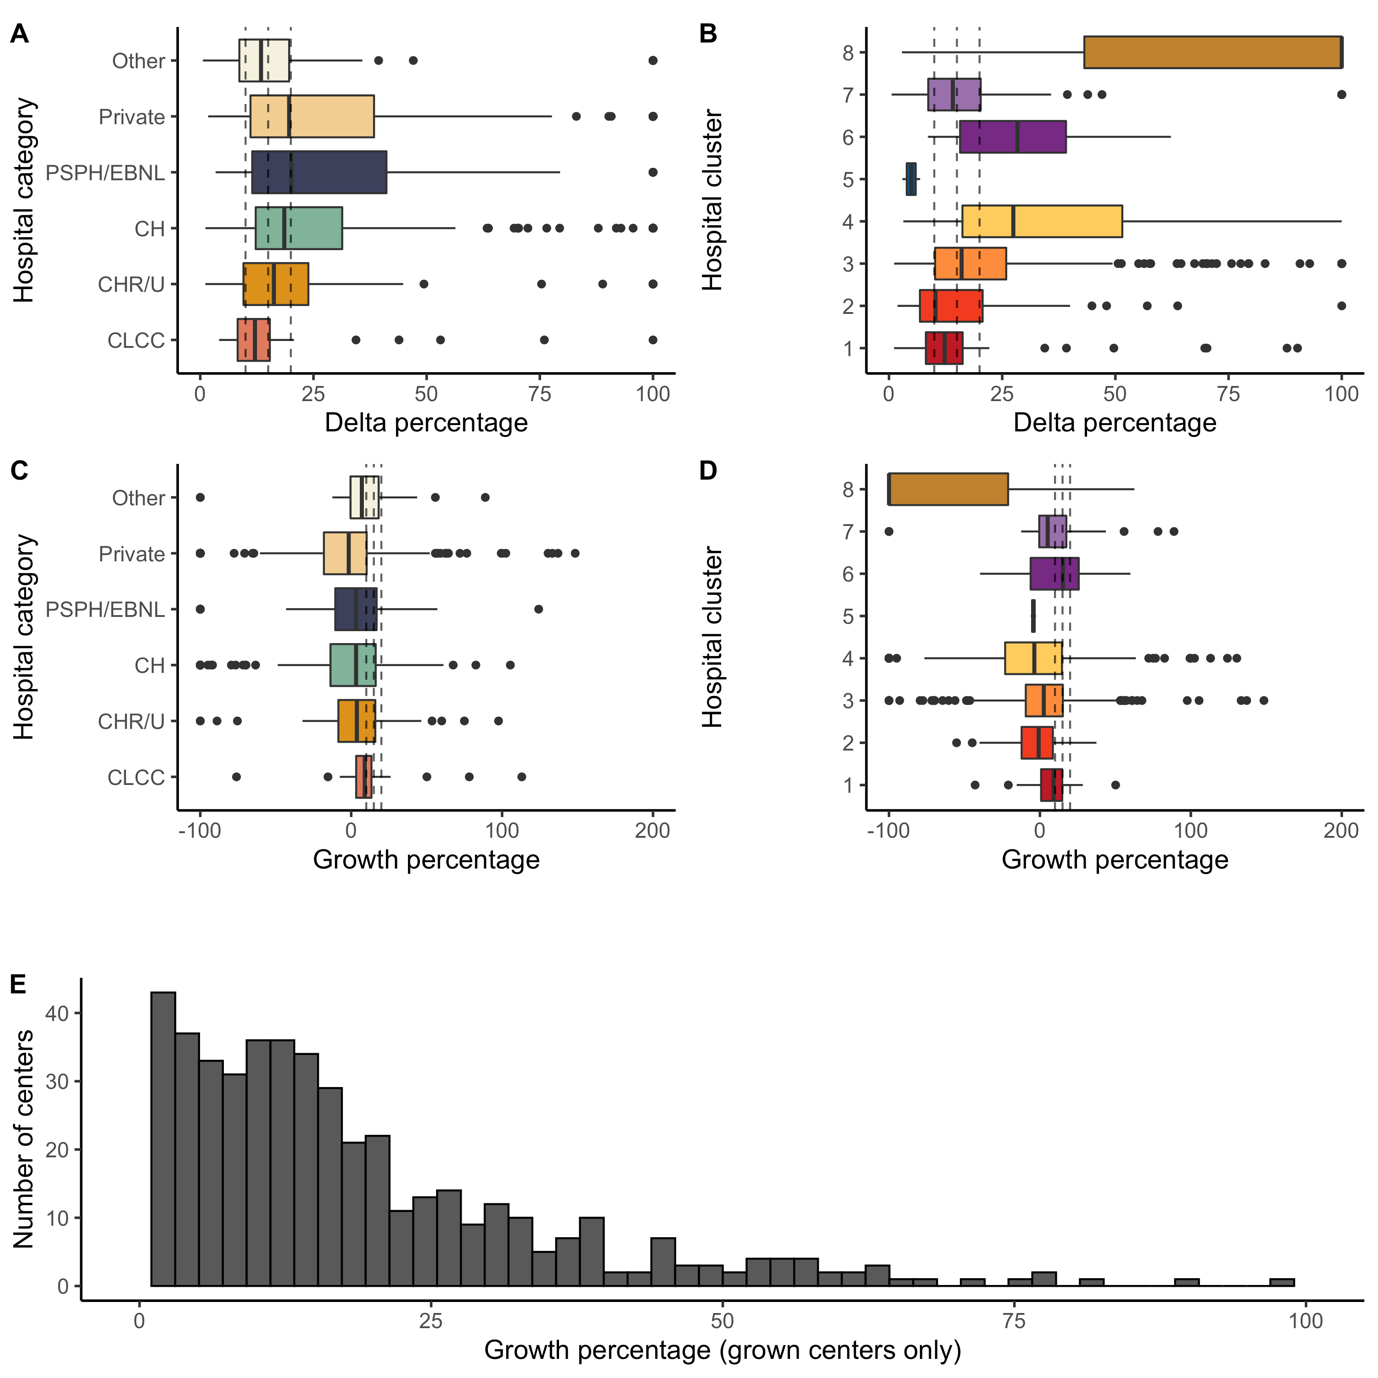 A
Hospital category
Other
Private
PSPH/EBNL
CH
CHR/U
CLCC
0 25 50 75 100
Delta percentage
B
Hospital cluster
8
7
6
5
4
3
2
1
0 25 50 75 100
Delta percentage
C
Hospital category
Other
Private
PSPH/EBNL
CH
CHR/U
CLCC
-100 0 100 200
Growth percentage
D
Hospital cluster
8
7
6
5
4
3
2
1
-100 0 100 200
Growth percentage
E
Number of centers
40
30
20
10
0
0 25 50 75 100
Growth percentage (grown centers only)